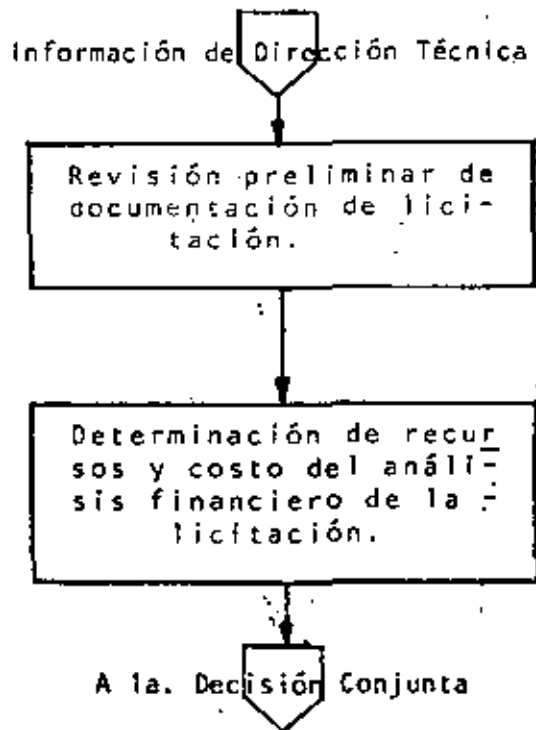 Información de Dirección Técnica
Revisión preliminar de
documentación de lici-
tación.
Determinación de recur
sos y costo del análi-
sis financiero de la -
licitación.
A 1a. Decisión Conjunta